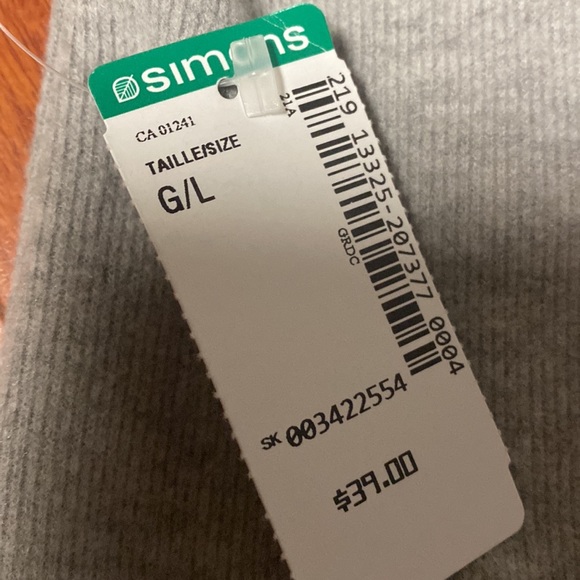 simons
CA 01241
TAILLE/SIZE
G/L
21A
219 13325-207377 0004
GRDC
SK 003422554
$39.00